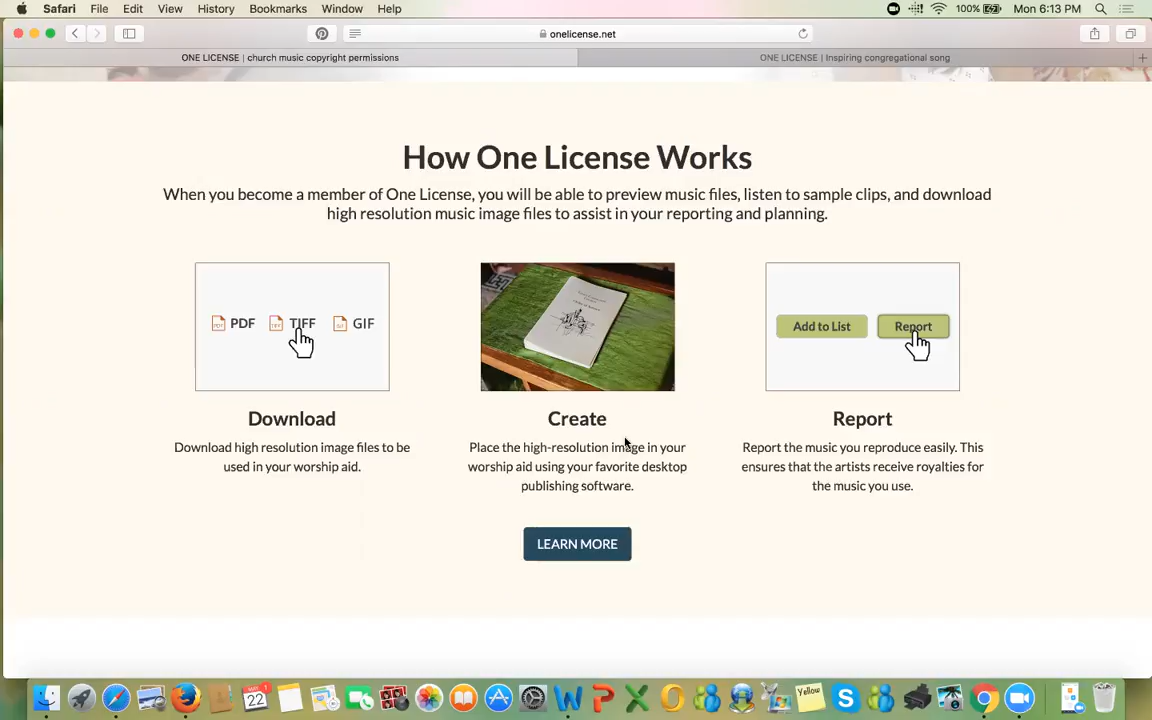 Safari File Edit View History Bookmarks Window Help 100% Mon 6:13 PM
onelicense.net
ONE LICENSE | church music copyright permissions
ONE LICENSE | Inspiring congregational song
How One License Works
When you become a member of One License, you will be able to preview music files, listen to sample clips, and download
high resolution music image files to assist in your reporting and planning.
PDF TIFF GIF
Add to List Report
Download
Download high resolution image files to be
used in your worship aid.
Create
Place the high-resolution image in your
worship aid using your favorite desktop
publishing software.
Report
Report the music you reproduce easily. This
ensures that the artists receive royalties for
the music you use.
LEARN MORE
22
Yellow